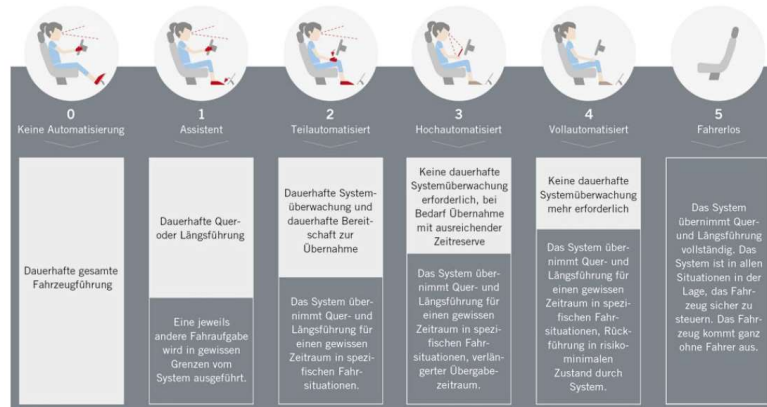 0
Keine Automatisierung
1
Assistent
2
Teilautomatisiert
3
Hochautomatisiert
4
Vollautomatisiert
5
Fahrerlos
Dauerhafte gesamte
Fahrzeugführung
Dauerhafte Quer-
oder Längsführung
Eine jeweils
andere Fahraufgabe
wird in gewissen
Grenzen vom
System ausgeführt.
Dauerhafte System-
überwachung und
dauerhafte Bereit-
schaft zur
Übernahme
Das System über-
nimmt Quer- und
Längsführung für
einen gewissen
Zeitraum in spezi-
fischen Fahr-
situationen.
Keine dauerhafte
Systemüberwachung
erforderlich, bei
Bedarf Übernahme
mit ausreichender
Zeitreserve
Das System über-
nimmt Quer- und
Längsführung für
einen gewissen
Zeitraum in spezi-
fischen Fahr-
situationen, verlän-
gerter Übergabe-
zeitraum.
Keine dauerhafte
Systemüberwachung
mehr erforderlich
Das System über-
nimmt Quer- und
Längsführung für
einen gewissen
Zeitraum in spezi-
fischen Fahr-
situationen, Rück-
führung in risiko-
minimalen
Zustand durch
System.
Das System
übernimmt Quer-
und Längsführung
vollständig. Das
System ist in allen
Situationen in der
Lage, das Fahr-
zeug sicher zu
steuern. Das Fahr-
zeug kommt ganz
ohne Fahrer aus.